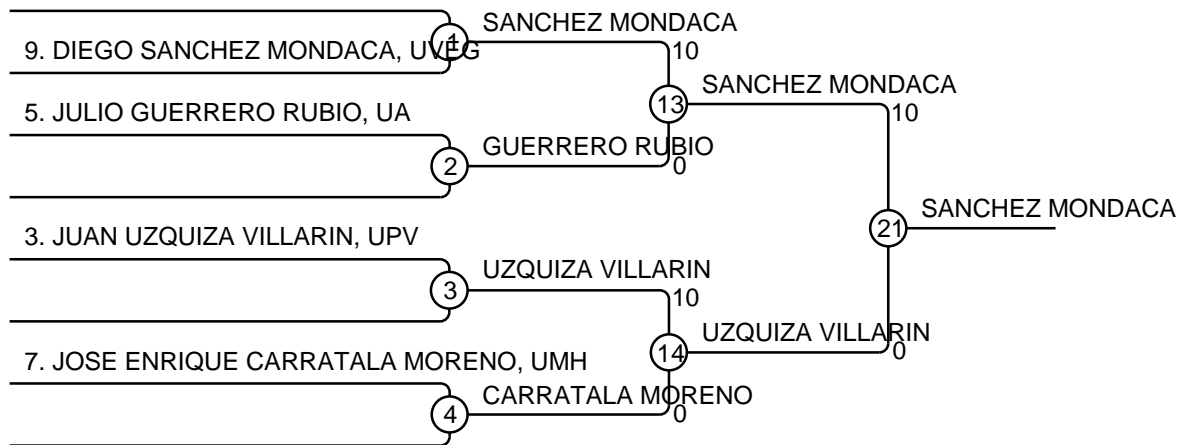 SANCHEZ MONDACA
1
9. DIEGO SANCHEZ MONDACA, UVEG
10
SANCHEZ MONDACA
13
10
5. JULIO GUERRERO RUBIO, UA
GUERRERO RUBIO
2
0
SANCHEZ MONDACA
21
3. JUAN UZQUIZA VILLARIN, UPV
UZQUIZA VILLARIN
3
10
UZQUIZA VILLARIN
14
0
7. JOSE ENRIQUE CARRATALA MORENO, UMH
CARRATALA MORENO
4
0